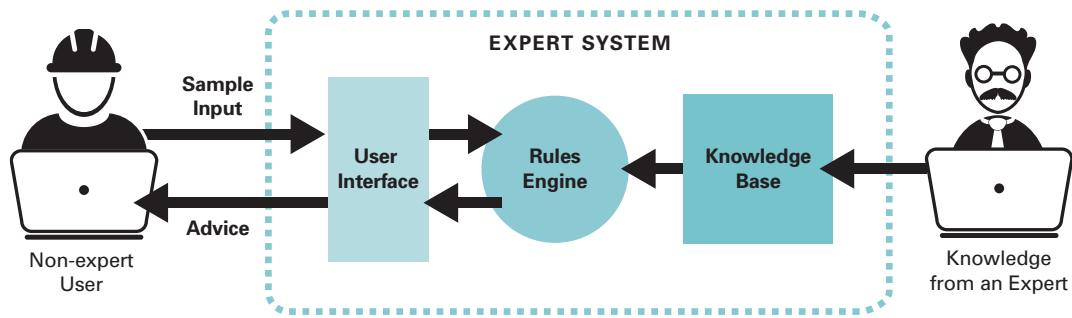 EXPERT SYSTEM
Sample
Input
User
Interface
Rules
Engine
Knowledge
Base
Advice
Non-expert
User
Knowledge
from an Expert